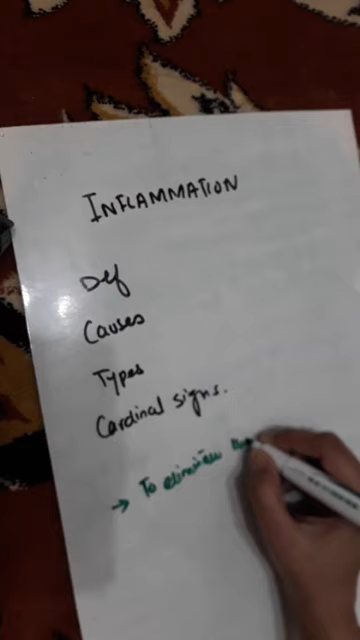 INFLAMMATION
Def
Causes
Types
Cardinal signs.
→ To eliminate